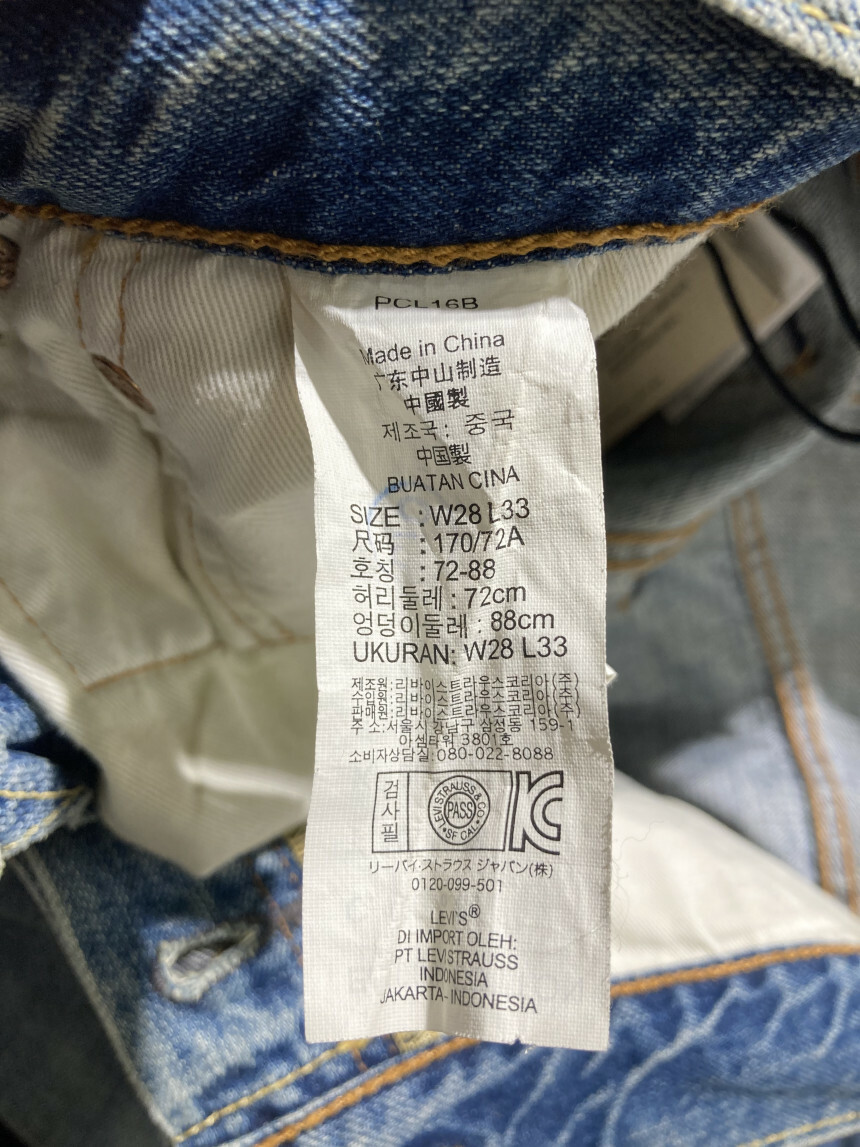 PCL16B
Made in China
广东中山制造
中國製
제조국: 중국
中国製
BUATAN CINA
SIZE : W28 L33
尺码 : 170/72A
호칭 : 72-88
허리둘레 : 72cm
엉덩이둘레 : 88cm
UKURAN: W28 L33
제조원:리바이스트라우스코리아(주)
수입원:리바이스트라우스코리아(주)
판매원:리바이스트라우스코리아(주)
주 소:서울시 강남구 삼성동 159-1
아셈타워 3801호
소비자상담실:080-022-8088
검사필
LEVI STRAUSS & CO
PASS
SF CAL
KC
リーバイ·ストラウス ジャパン(株)
0120-099-501
LEVI'S®
DI IMPORT OLEH:
PT LEVI STRAUSS
INDONESIA
JAKARTA-INDONESIA